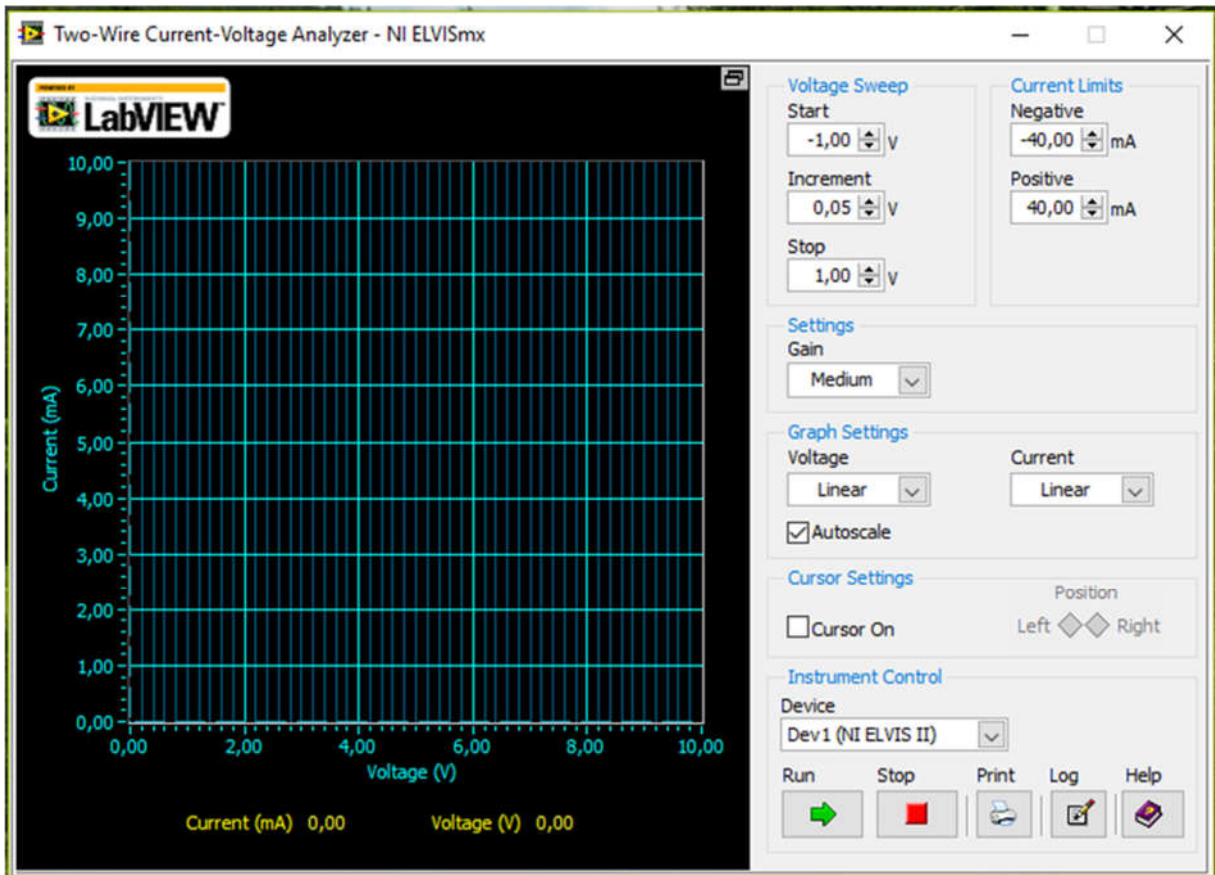 Two-Wire Current-Voltage Analyzer - NI ELVISmx
POWERED BY
NATIONAL INSTRUMENTS
LabVIEW™
10,00
9,00
8,00
7,00
6,00
5,00
4,00
3,00
2,00
1,00
0,00
Current (mA)
0,00 2,00 4,00 6,00 8,00 10,00
Voltage (V)
Current (mA) 0,00 Voltage (V) 0,00
Voltage Sweep
Start
-1,00 V
Increment
0,05 V
Stop
1,00 V
Current Limits
Negative
-40,00 mA
Positive
40,00 mA
Settings
Gain
Medium
Graph Settings
Voltage Current
Linear Linear
Autoscale
Cursor Settings
Position
Cursor On Left Right
Instrument Control
Device
Dev1 (NI ELVIS II)
Run Stop Print Log Help